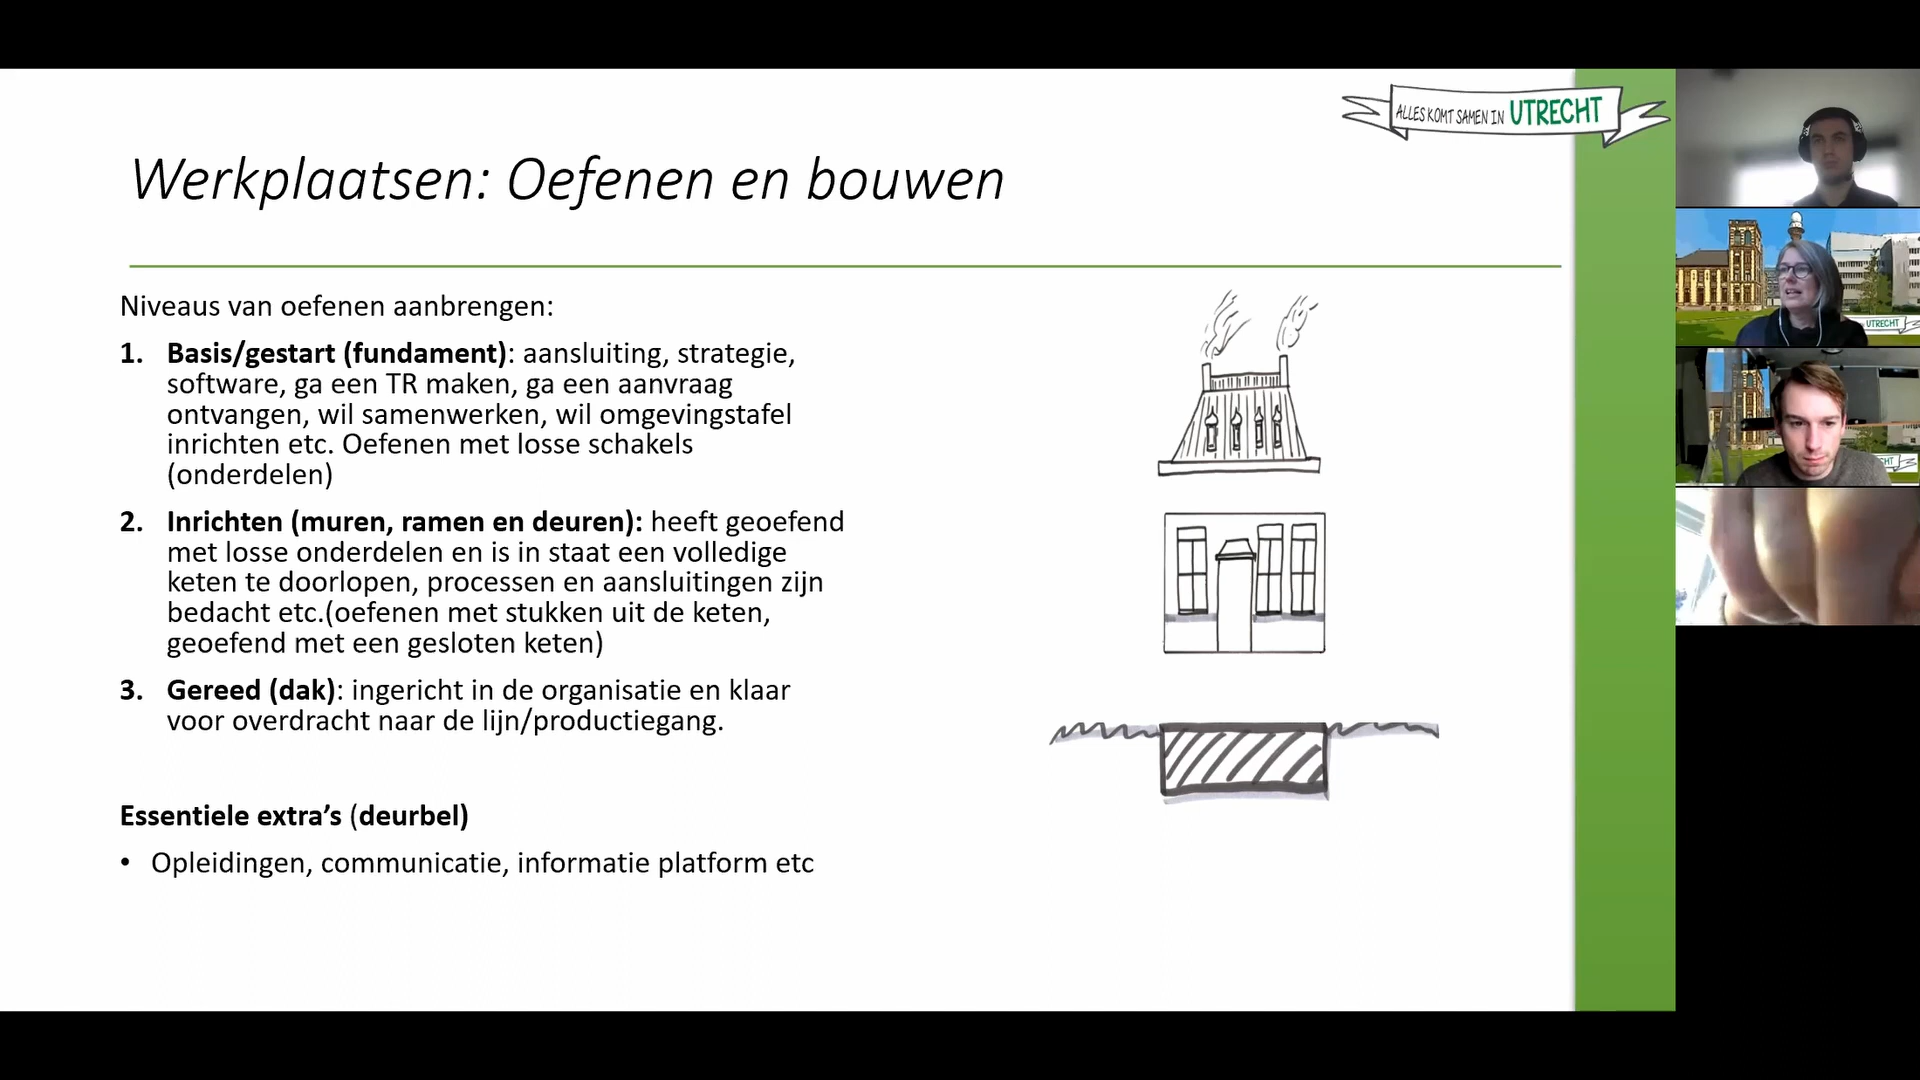 ALLES KOMT SAMEN IN UTRECHT
Werkplaatsen: Oefenen en bouwen
Niveaus van oefenen aanbrengen:
1. Basis/gestart (fundament): aansluiting, strategie,
software, ga een TR maken, ga een aanvraag
ontvangen, wil samenwerken, wil omgevingstafel
inrichten etc. Oefenen met losse schakels
(onderdelen)
2. Inrichten (muren, ramen en deuren): heeft geoefend
met losse onderdelen en is in staat een volledige
keten te doorlopen, processen en aansluitingen zijn
bedacht etc.(oefenen met stukken uit de keten,
geoefend met een gesloten keten)
3. Gereed (dak): ingericht in de organisatie en klaar
voor overdracht naar de lijn/productiegang.
Essentiele extra’s (deurbel)
• Opleidingen, communicatie, informatie platform etc
UTRECHT